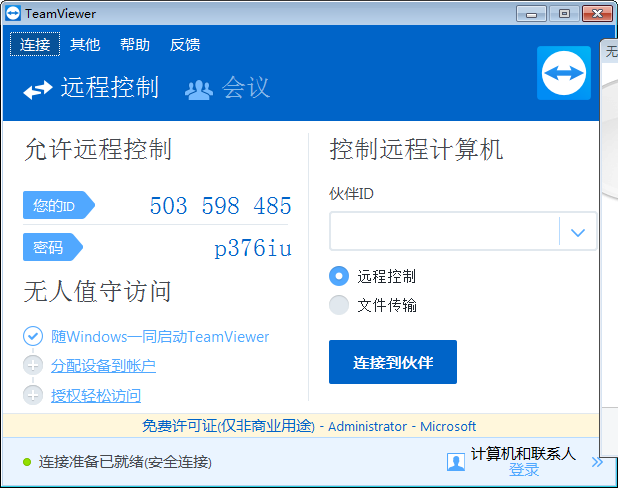 TeamViewer
连接 其他 帮助 反馈
远程控制 会议
允许远程控制
您的ID 503 598 485
密码 p376iu
无人值守访问
随Windows一同启动TeamViewer
分配设备到帐户
授权轻松访问
控制远程计算机
伙伴ID
远程控制
文件传输
连接到伙伴
免费许可证(仅非商业用途) - Administrator - Microsoft
连接准备已就绪(安全连接)
计算机和联系人
登录